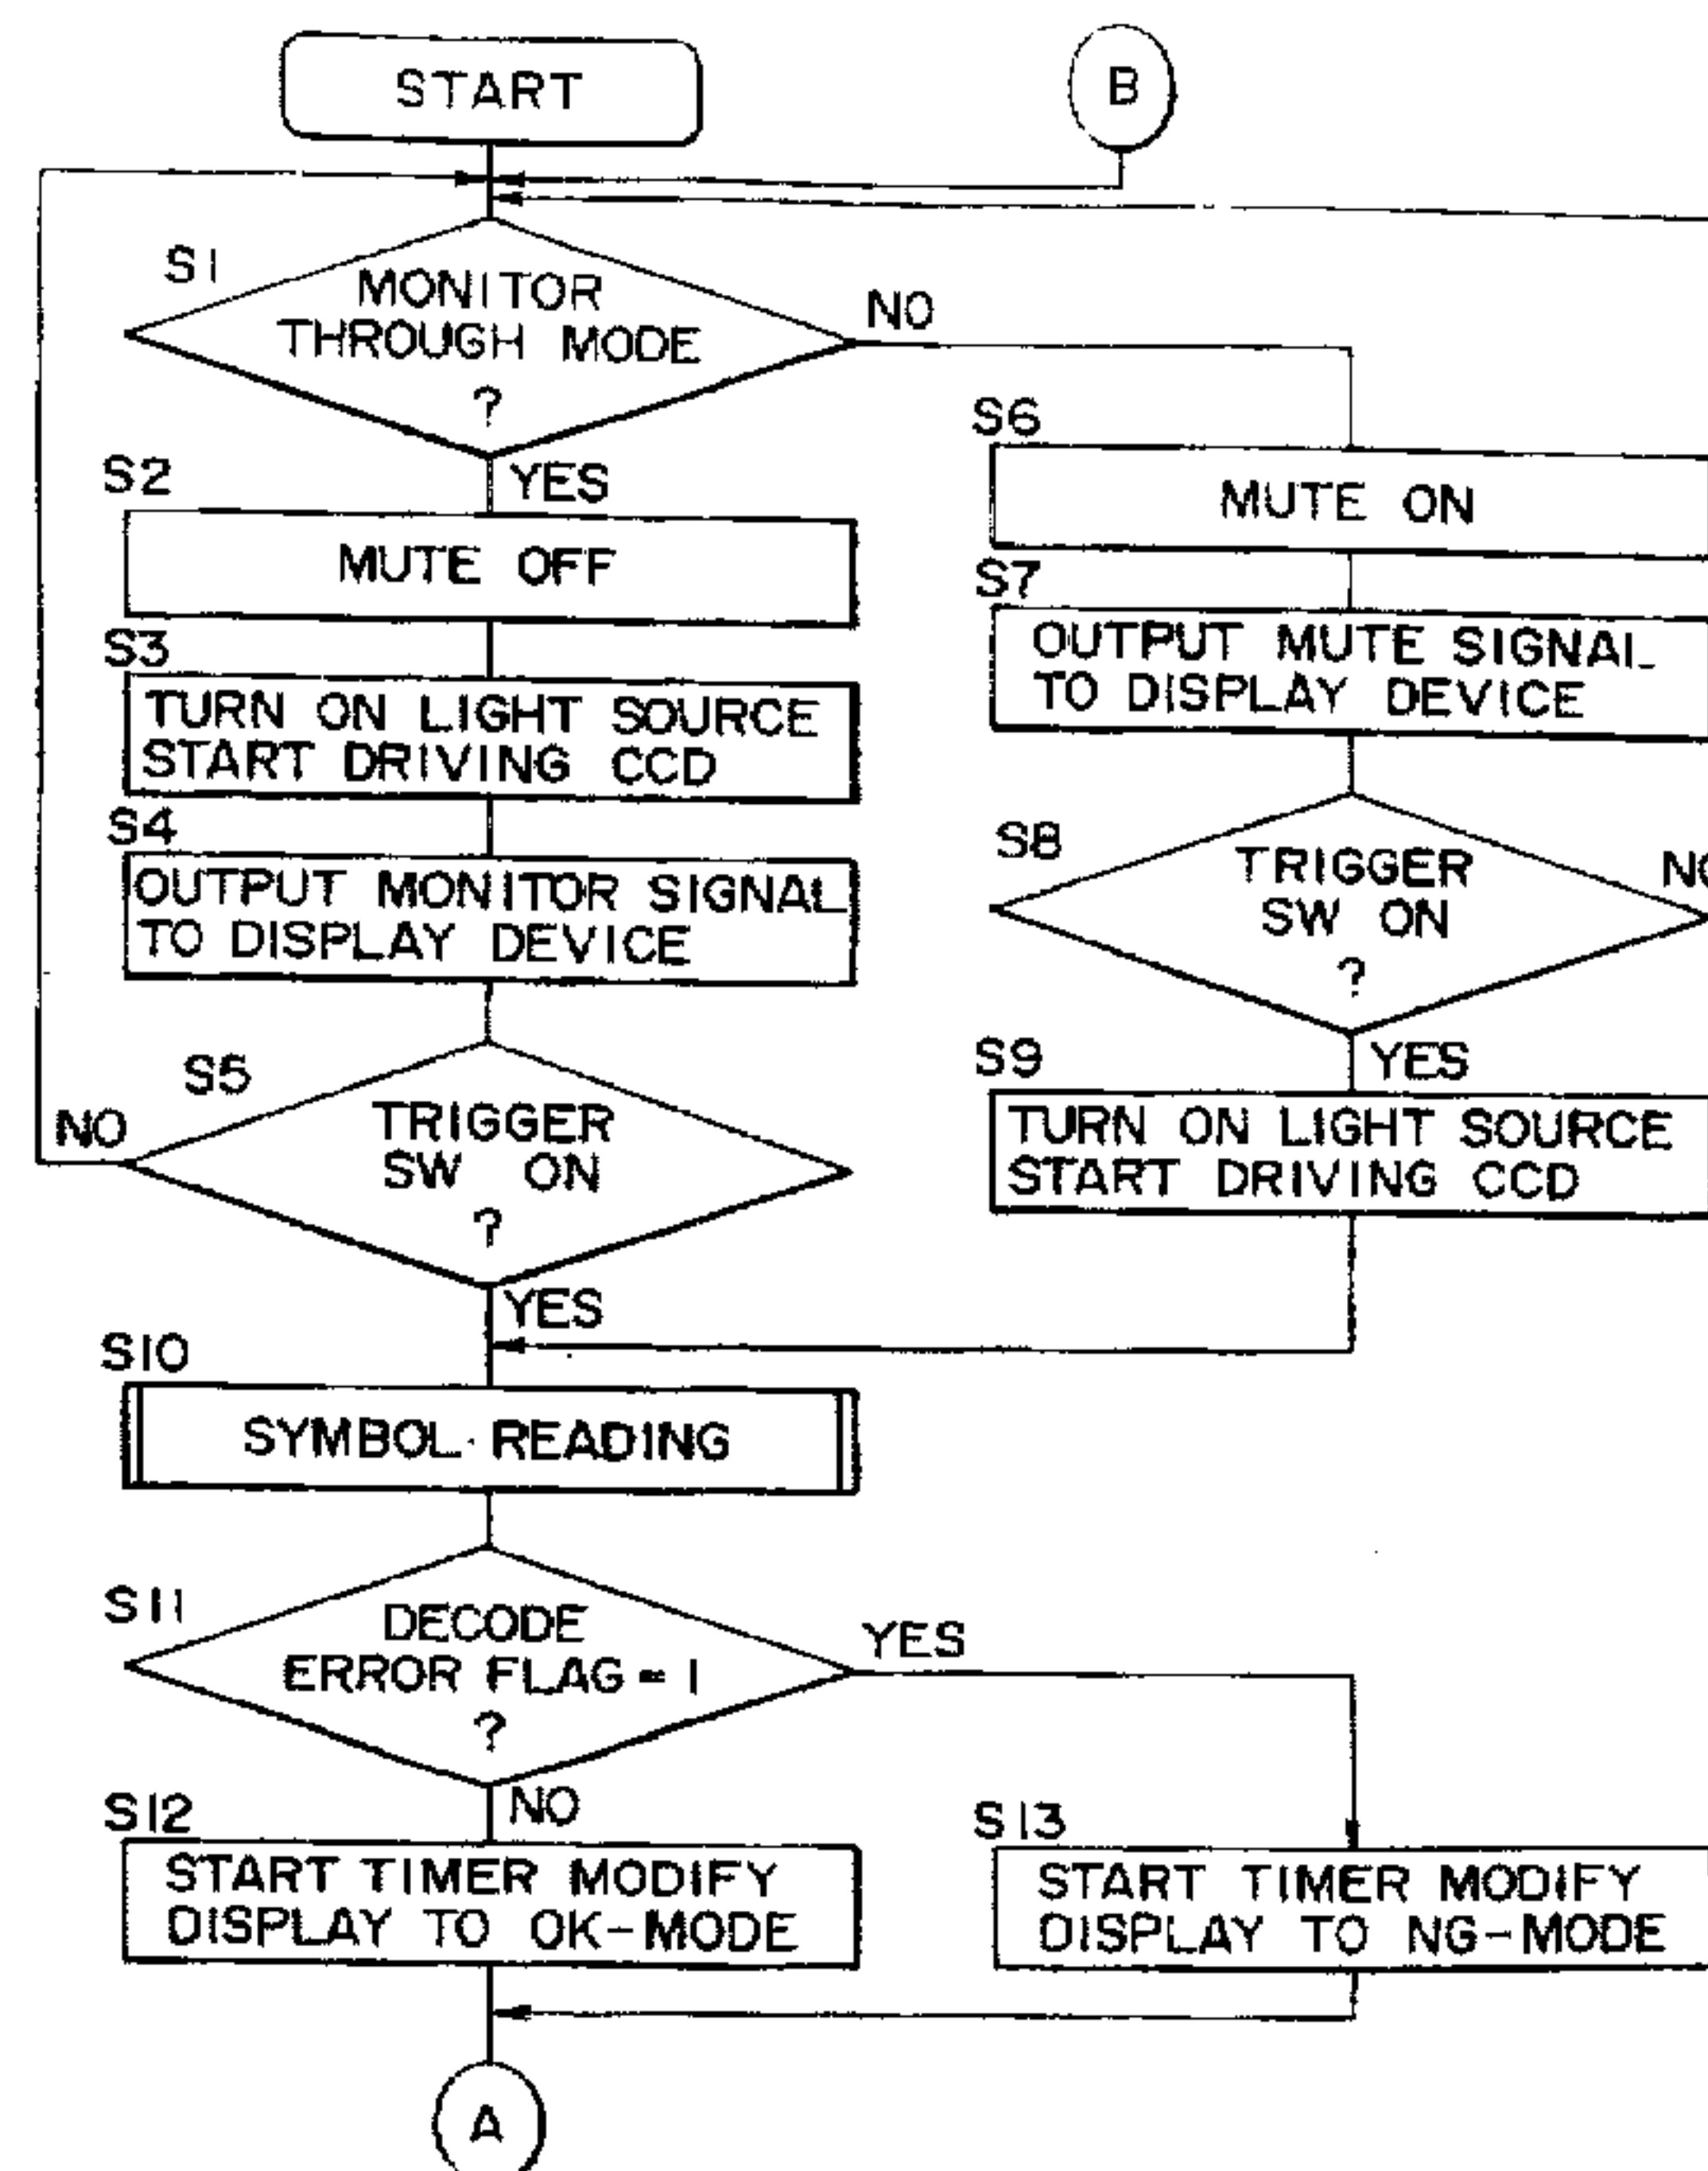 START
B
S1
MONITOR
THROUGH MODE
?
NO
YES
S2
MUTE OFF
S3
TURN ON LIGHT SOURCE
START DRIVING CCD
S4
OUTPUT MONITOR SIGNAL
TO DISPLAY DEVICE
S5
TRIGGER
SW ON
?
NO
YES
S6
MUTE ON
S7
OUTPUT MUTE SIGNAL
TO DISPLAY DEVICE
S8
TRIGGER
SW ON
?
NO
YES
S9
TURN ON LIGHT SOURCE
START DRIVING CCD
S10
SYMBOL READING
S11
DECODE
ERROR FLAG = 1
?
YES
NO
S12
START TIMER MODIFY
DISPLAY TO OK-MODE
S13
START TIMER MODIFY
DISPLAY TO NG-MODE
A